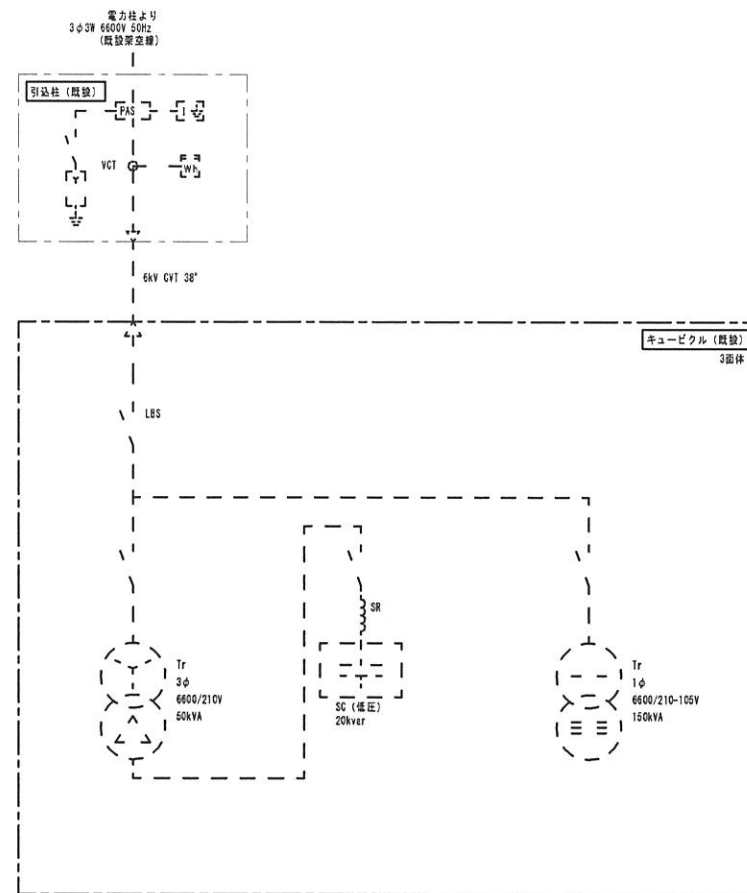 電力柱より
3φ3W 6600V 50Hz
(既設架空線)
引込柱(既設)
PAS
I
VCT
Wh
6kV CVT 38°
キュービクル(既設)
3面体
LBS
SR
Tr
3φ
6600/210V
50kVA
SC(低圧)
20kvar
Tr
1φ
6600/210-105V
150kVA